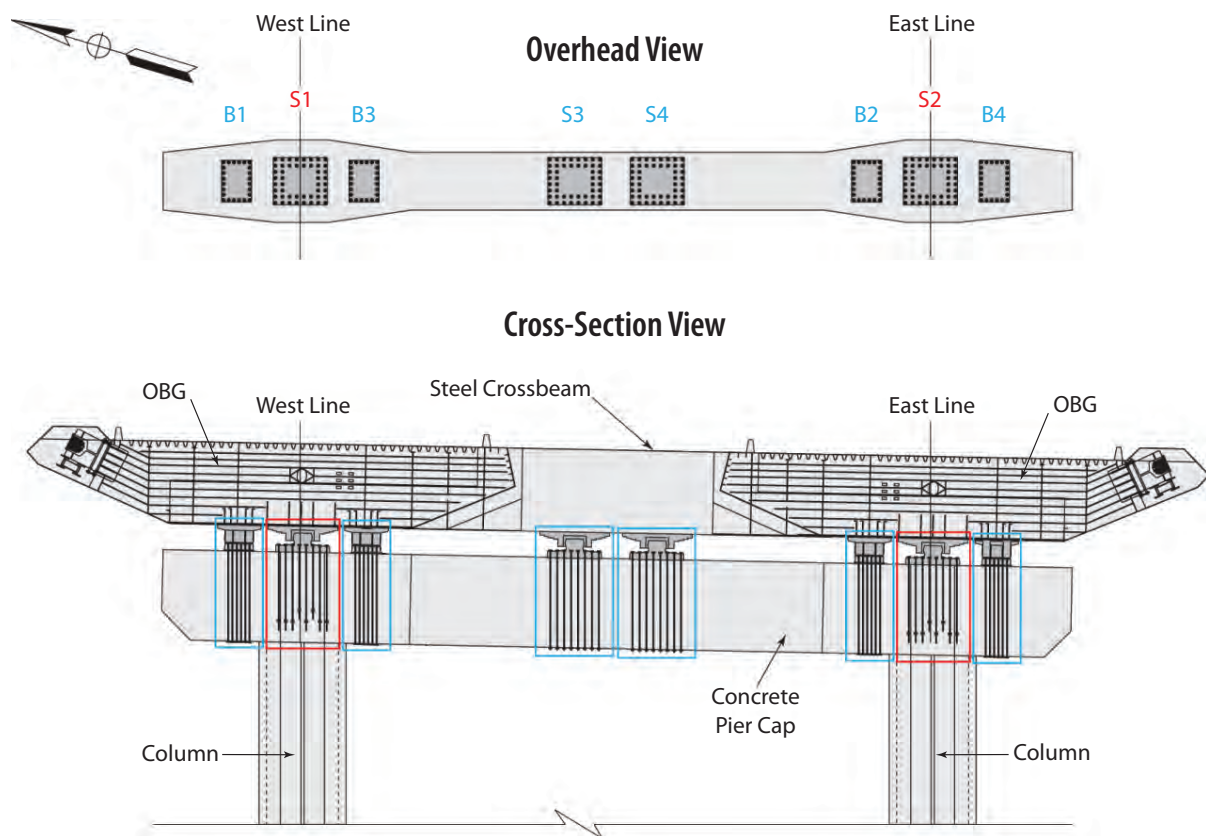 West Line
East Line
Overhead View
S1
S2
B1
B3
S3
S4
B2
B4
Cross-Section View
OBG
West Line
Steel Crossbeam
East Line
OBG
Concrete
Pier Cap
Column
Column